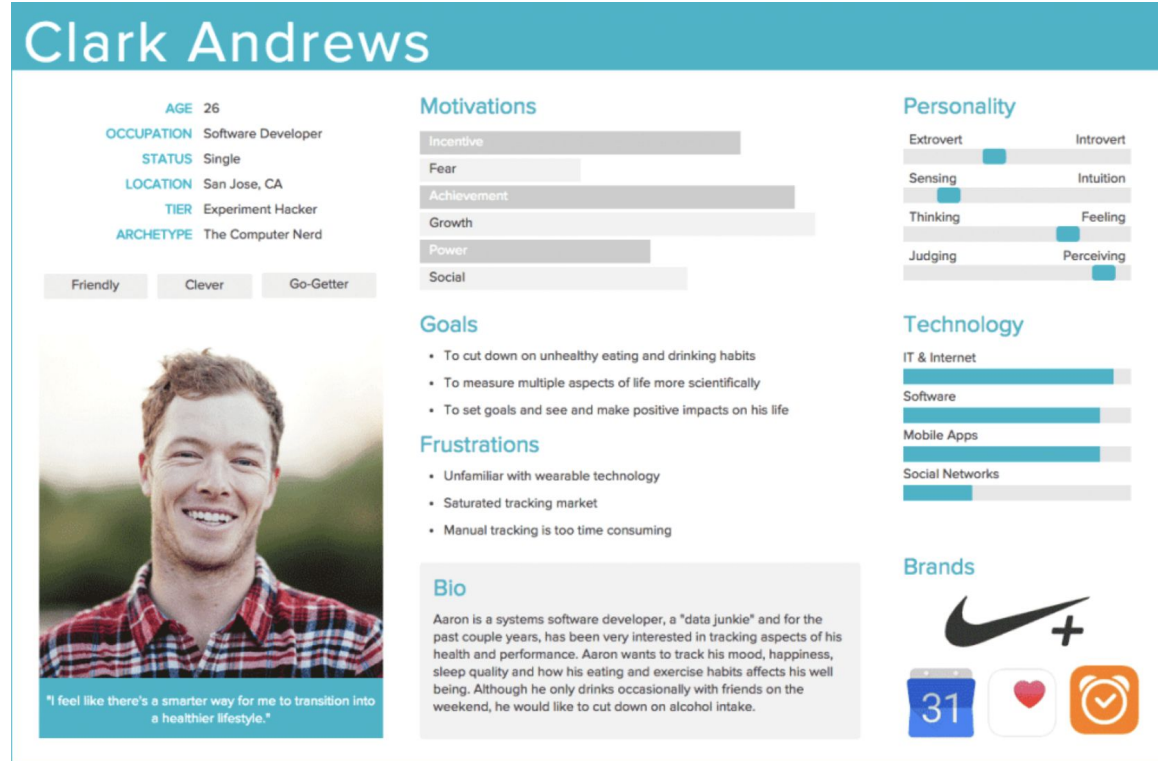 Clark Andrews
AGE 26
OCCUPATION Software Developer
STATUS Single
LOCATION San Jose, CA
TIER Experiment Hacker
ARCHETYPE The Computer Nerd
Friendly Clever Go-Getter
"I feel like there's a smarter way for me to transition into
a healthier lifestyle."
Motivations
Incentive
Fear
Achievement
Growth
Power
Social
Goals
• To cut down on unhealthy eating and drinking habits
• To measure multiple aspects of life more scientifically
• To set goals and see and make positive impacts on his life
Frustrations
• Unfamiliar with wearable technology
• Saturated tracking market
• Manual tracking is too time consuming
Bio
Aaron is a systems software developer, a "data junkie" and for the
past couple years, has been very interested in tracking aspects of his
health and performance. Aaron wants to track his mood, happiness,
sleep quality and how his eating and exercise habits affects his well
being. Although he only drinks occasionally with friends on the
weekend, he would like to cut down on alcohol intake.
Personality
Extrovert Introvert
Sensing Intuition
Thinking Feeling
Judging Perceiving
Technology
IT & Internet
Software
Mobile Apps
Social Networks
Brands
+
31